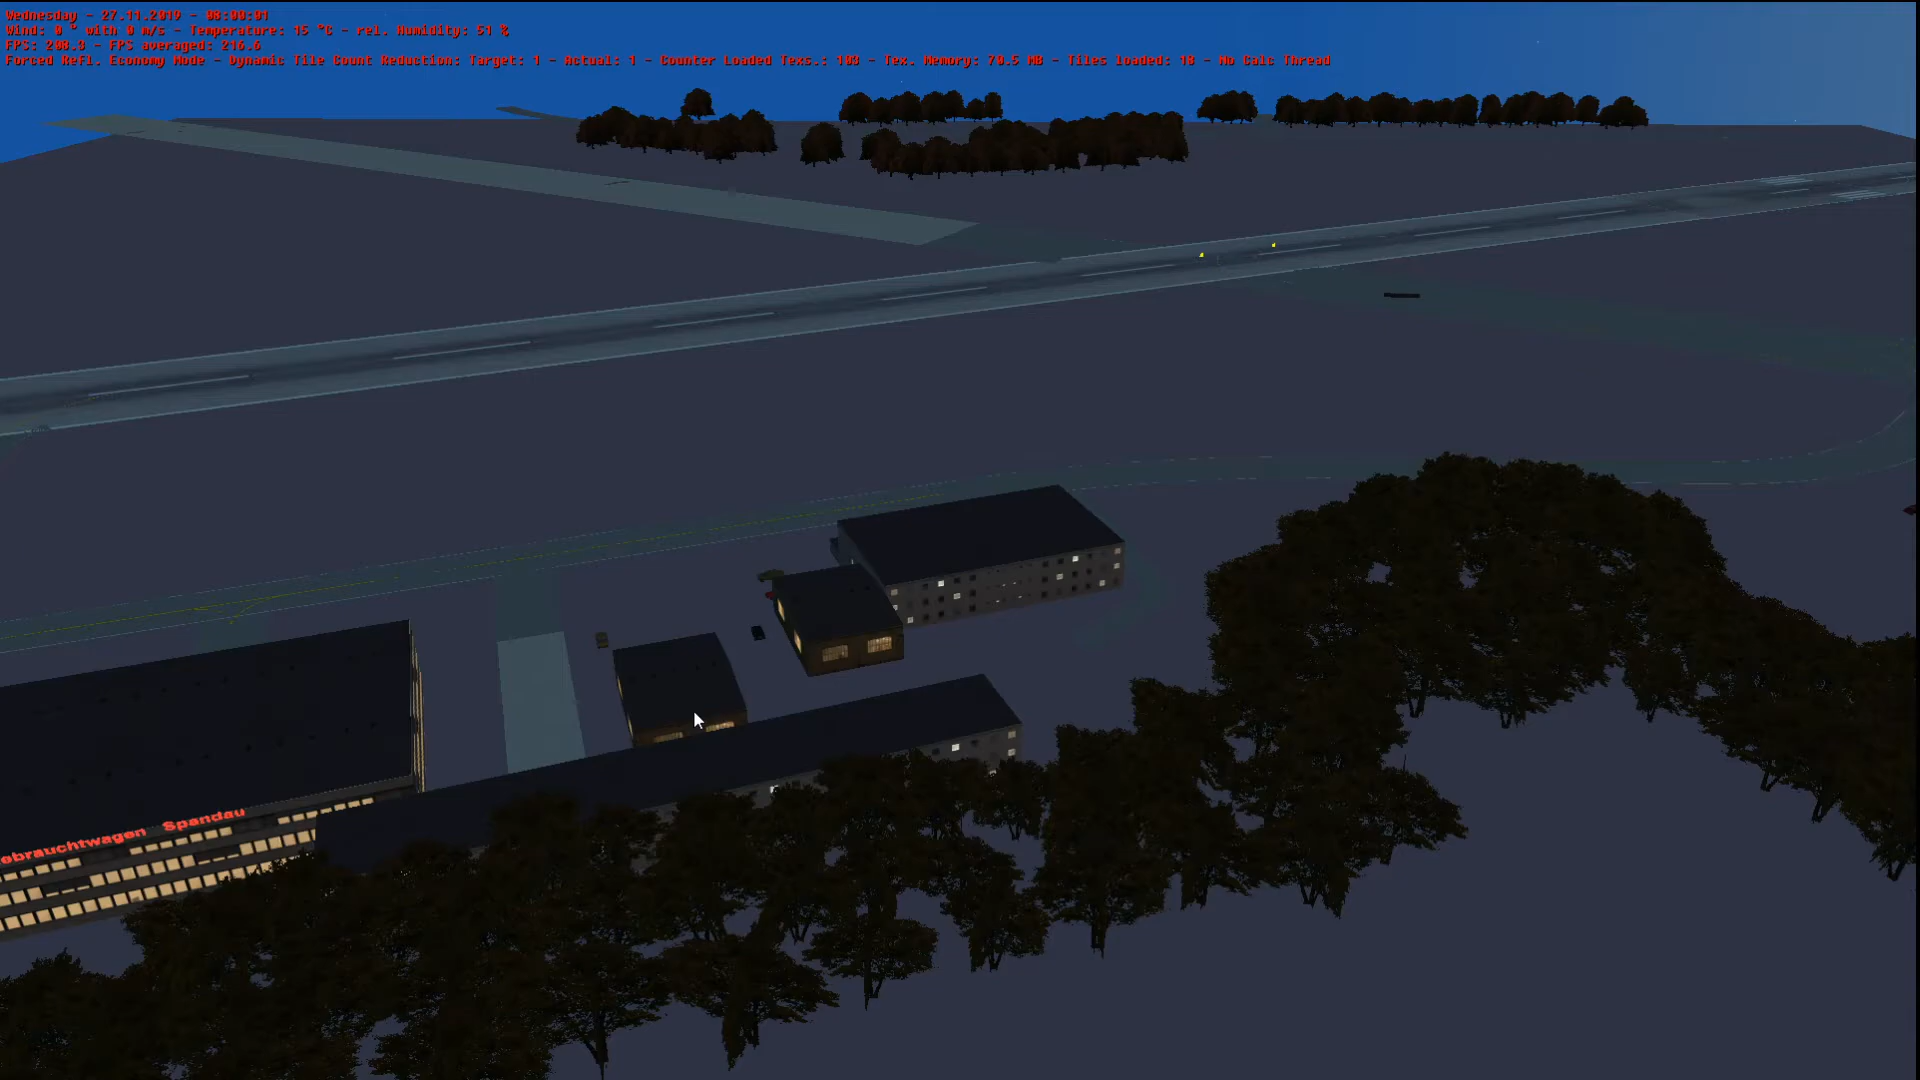 Wednesday - 27.11.2019 - 08:00:01
Wind: 0 ° with 0 m/s - Temperature: 15 °C - rel. Humidity: 51 %
FPS: 208.3 - FPS averaged: 216.6
Forced Refl. Economy Mode - Dynamic Tile Count Reduction: Target: 1 - Actual: 1 - Counter Loaded Texs.: 103 - Tex. Memory: 70.5 MB - Tiles loaded: 18 - No Calc Thread
ebrauchtwagen Spandau